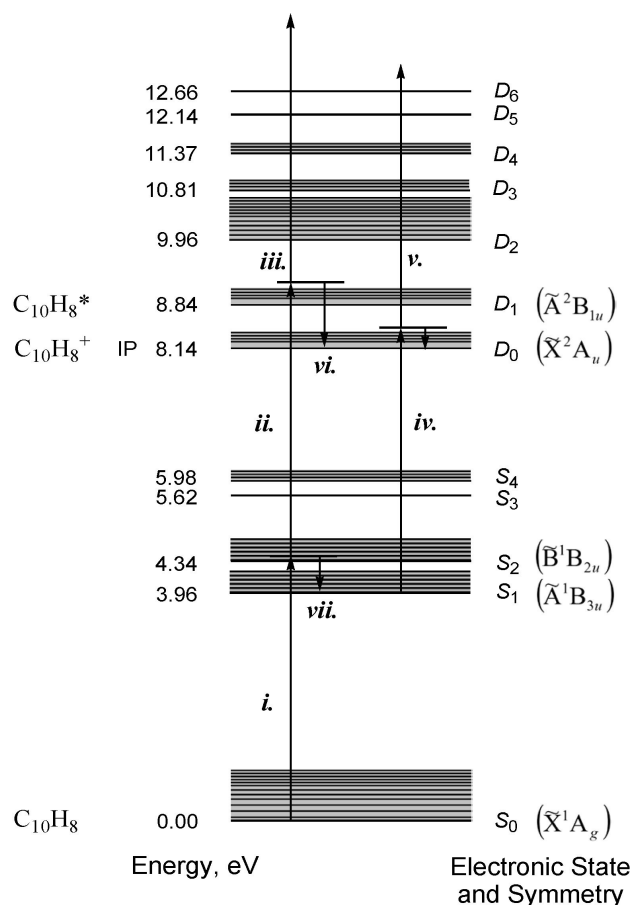 12.66 D6
12.14 D5
11.37 D4
10.81 D3
9.96 D2
iii. v.
C10H8* 8.84 D1 (Ã²B1u)
C10H8+ IP 8.14 D0 (X̃²Au)
vi.
ii. iv.
5.98 S4
5.62 S3
4.34 S2 (B̃¹B2u)
3.96 S1 (Ã¹B3u)
vii.
i.
C10H8 0.00 S0 (X̃¹Ag)
Energy, eV Electronic State
and Symmetry